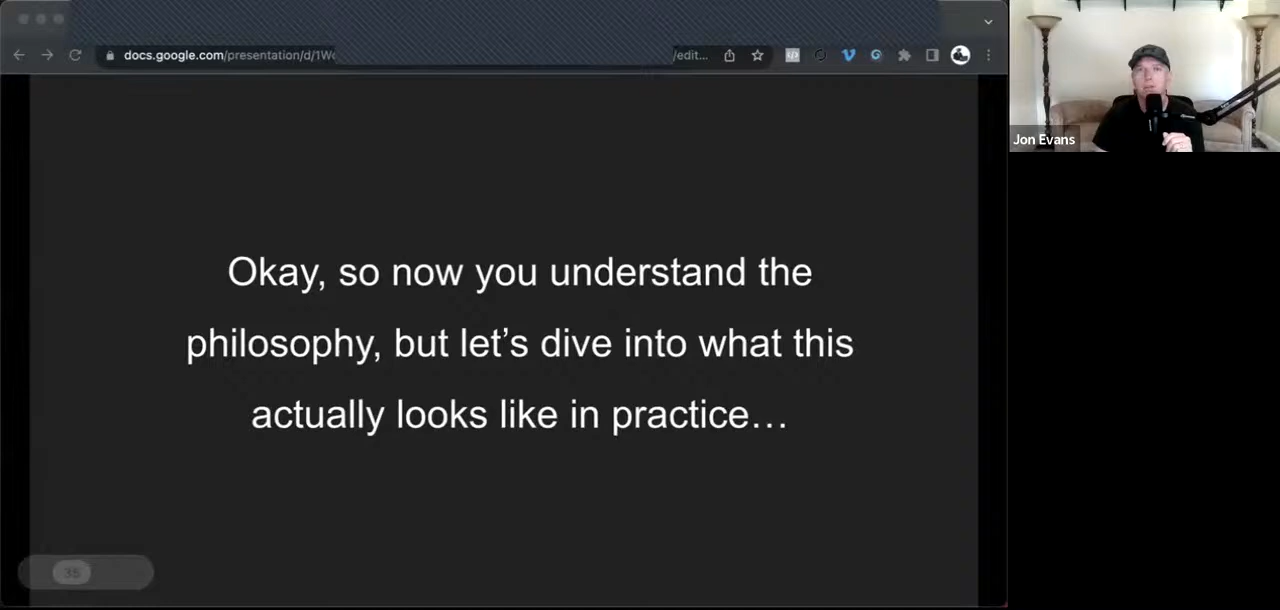 docs.google.com/presentation/d/1W
/edit...
Jon Evans
Okay, so now you understand the
philosophy, but let’s dive into what this
actually looks like in practice…
35